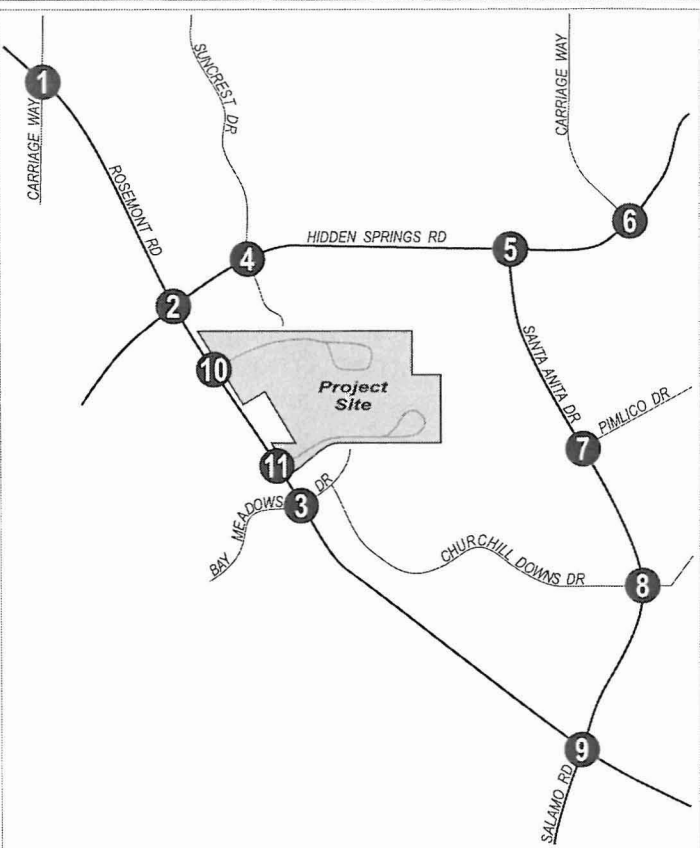 1
CARRIAGE WAY
SUNCREST DR
CARRIAGE WAY
ROSEMONT RD
6
4
HIDDEN SPRINGS RD
5
2
10
Project
Site
SANTA ANITA DR
PIMLICO DR
7
11
3
BAY MEADOWS DR
CHURCHILL DOWNS DR
8
9
SALAMO RD